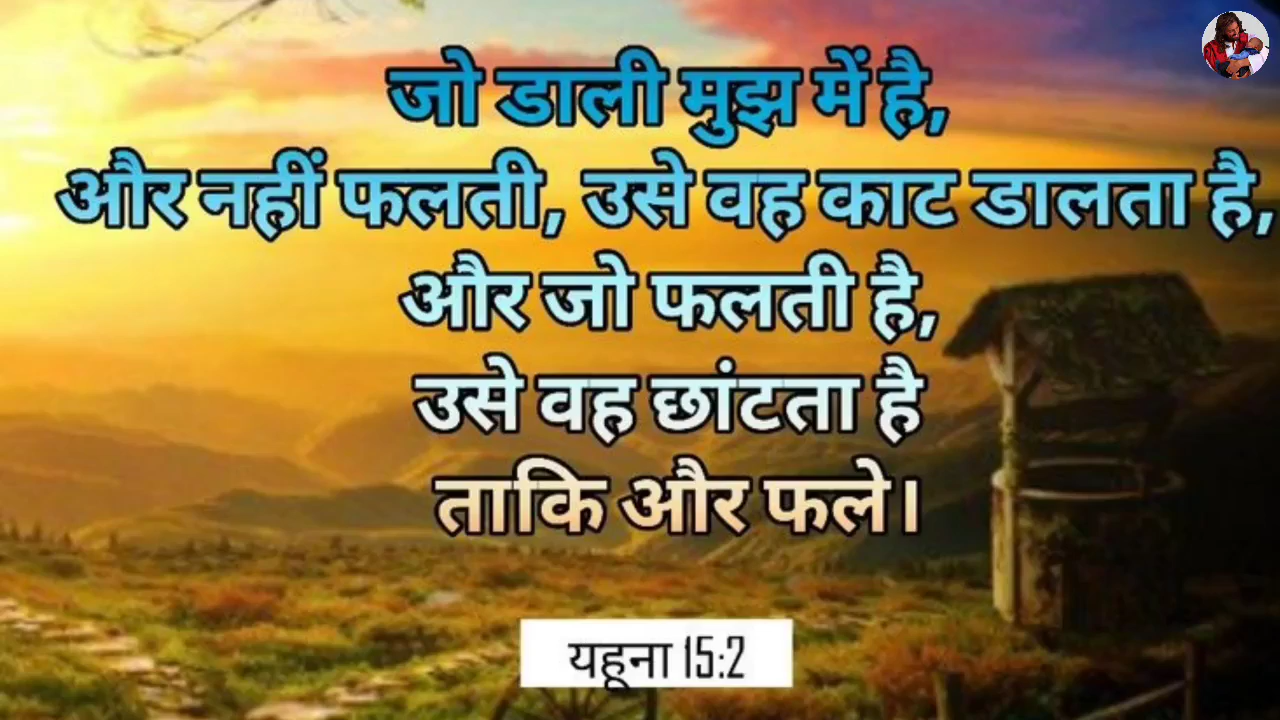 जो डाली मुझ में है,
और नहीं फलती, उसे वह काट डालता है,
और जो फलती है,
उसे वह छांटता है
ताकि और फले।
यहूना 15:2